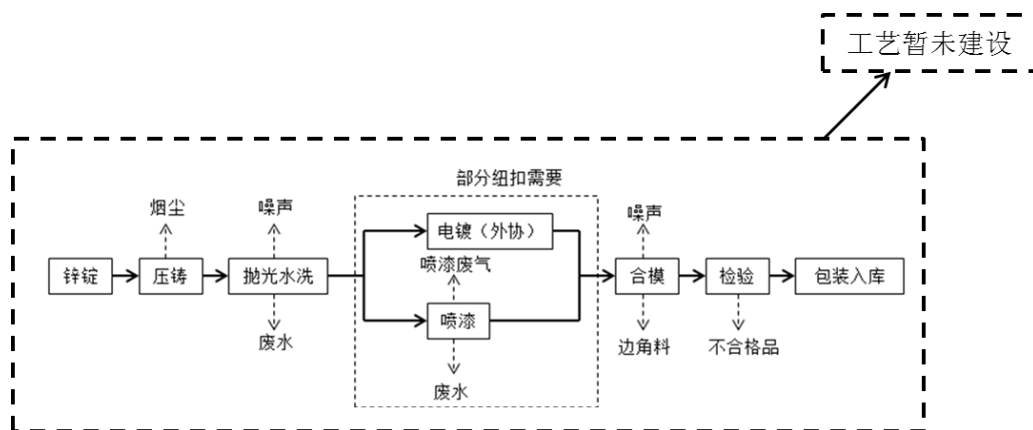 工艺暂未建设
部分纽扣需要
烟尘
噪声
噪声
电镀（外协）
喷漆废气
锌锭
压铸
抛光水洗
合模
检验
包装入库
喷漆
废水
边角料
不合格品
废水